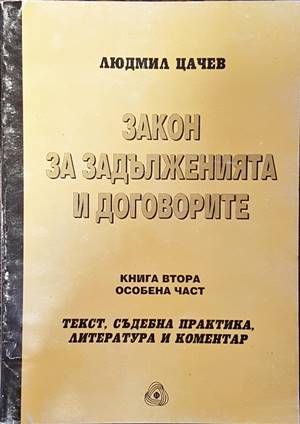 ЛЮДМИЛ ЦАЧЕВ
ЗАКОН
ЗА ЗАДЪЛЖЕНИЯТА
И ДОГОВОРИТЕ
КНИГА ВТОРА
ОСОБЕНА ЧАСТ
ТЕКСТ, СЪДЕБНА ПРАКТИКА,
ЛИТЕРАТУРА И КОМЕНТАР